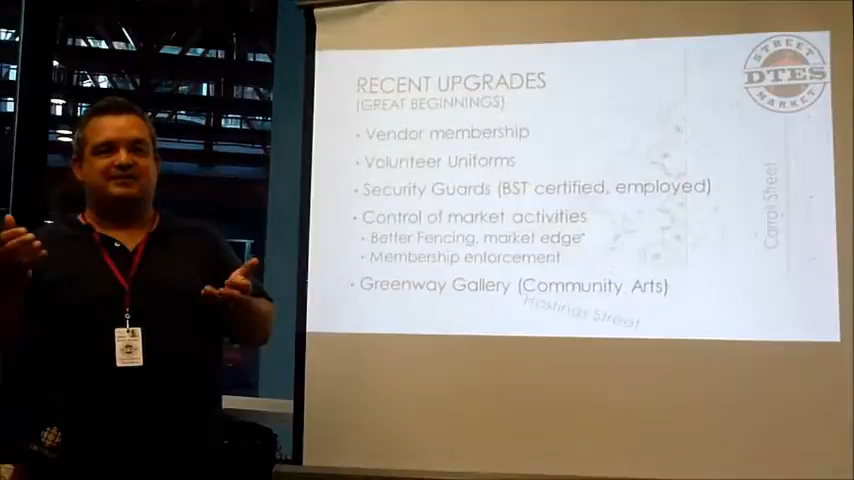 RECENT UPGRADES
(GREAT BEGINNINGS)
• Vendor membership
• Volunteer Uniforms
• Security Guards (BST certified, employed)
• Control of market activities
• Better Fencing, market edge
• Membership enforcement
• Greenway Gallery (Community, Arts)
Hastings Street
Carrall Street
STREET
DTES
MARKET